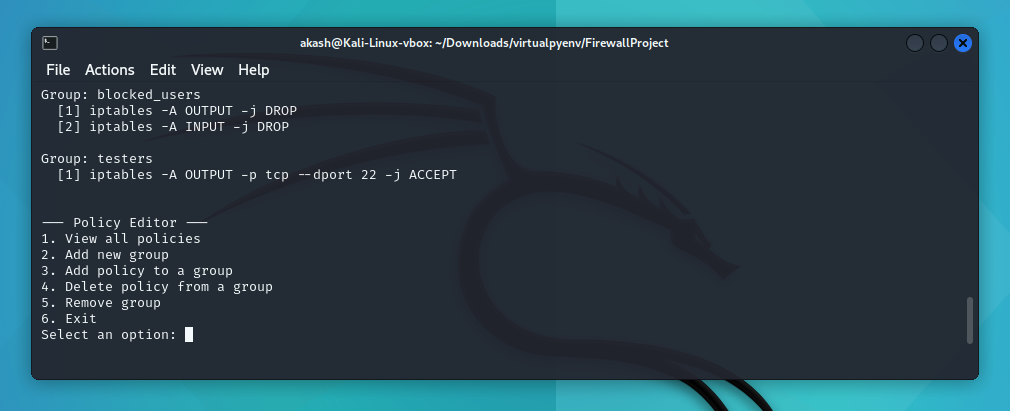 akash@Kali-Linux-vbox: ~/Downloads/virtualpyenv/FirewallProject
File Actions Edit View Help
Group: blocked_users
[1] iptables -A OUTPUT -j DROP
[2] iptables -A INPUT -j DROP
Group: testers
[1] iptables -A OUTPUT -p tcp --dport 22 -j ACCEPT
--- Policy Editor ---
1. View all policies
2. Add new group
3. Add policy to a group
4. Delete policy from a group
5. Remove group
6. Exit
Select an option: